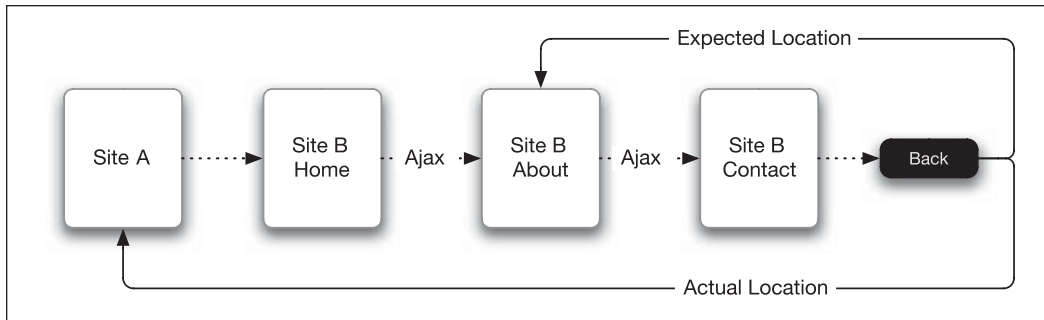 Expected Location
Site A
Site B
Home
Ajax
Site B
About
Ajax
Site B
Contact
Back
Actual Location